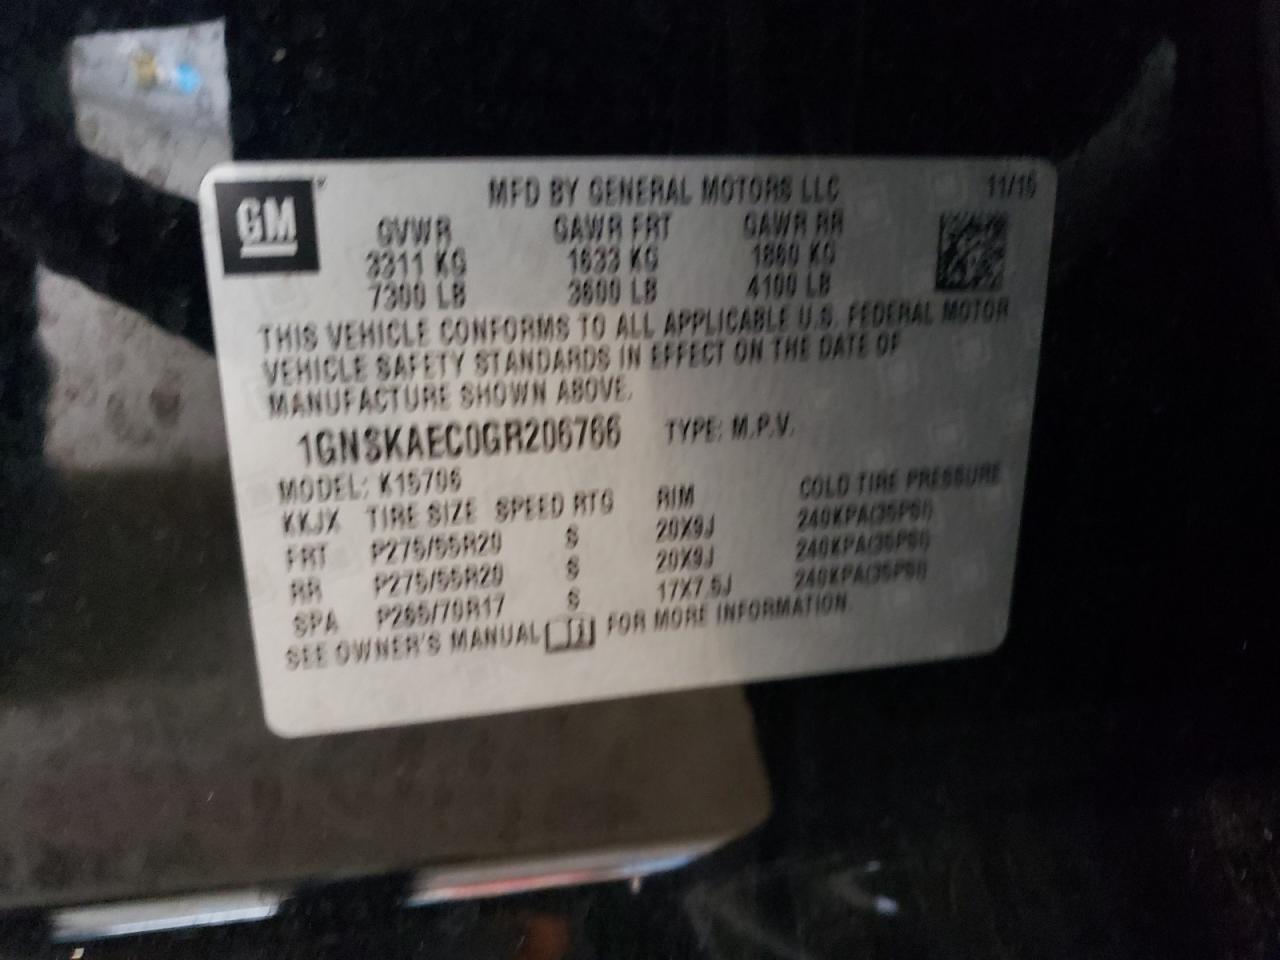 GM
MFD BY GENERAL MOTORS LLC 11/15
GVWR GAWR FRT GAWR RR
3311 KG 1633 KG 1860 KG
7300 LB 3600 LB 4100 LB
THIS VEHICLE CONFORMS TO ALL APPLICABLE U.S. FEDERAL MOTOR
VEHICLE SAFETY STANDARDS IN EFFECT ON THE DATE OF
MANUFACTURE SHOWN ABOVE.
1GNSKAEC0GR206766 TYPE: M.P.V.
MODEL: K15706
KKJX TIRE SIZE SPEED RTG RIM COLD TIRE PRESSURE
FRT P275/55R20 S 20X9J 240KPA(35PSI)
RR P275/55R20 S 20X9J 240KPA(35PSI)
SPA P265/70R17 S 17X7.5J 240KPA(35PSI)
SEE OWNER'S MANUAL FOR MORE INFORMATION.